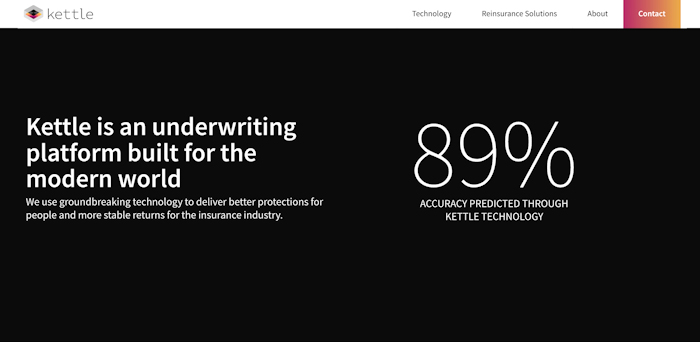 kettle
Technology
Reinsurance Solutions
About
Contact
Kettle is an underwriting
platform built for the
modern world
We use groundbreaking technology to deliver better protections for
people and more stable returns for the insurance industry.
89%
ACCURACY PREDICTED THROUGH
KETTLE TECHNOLOGY